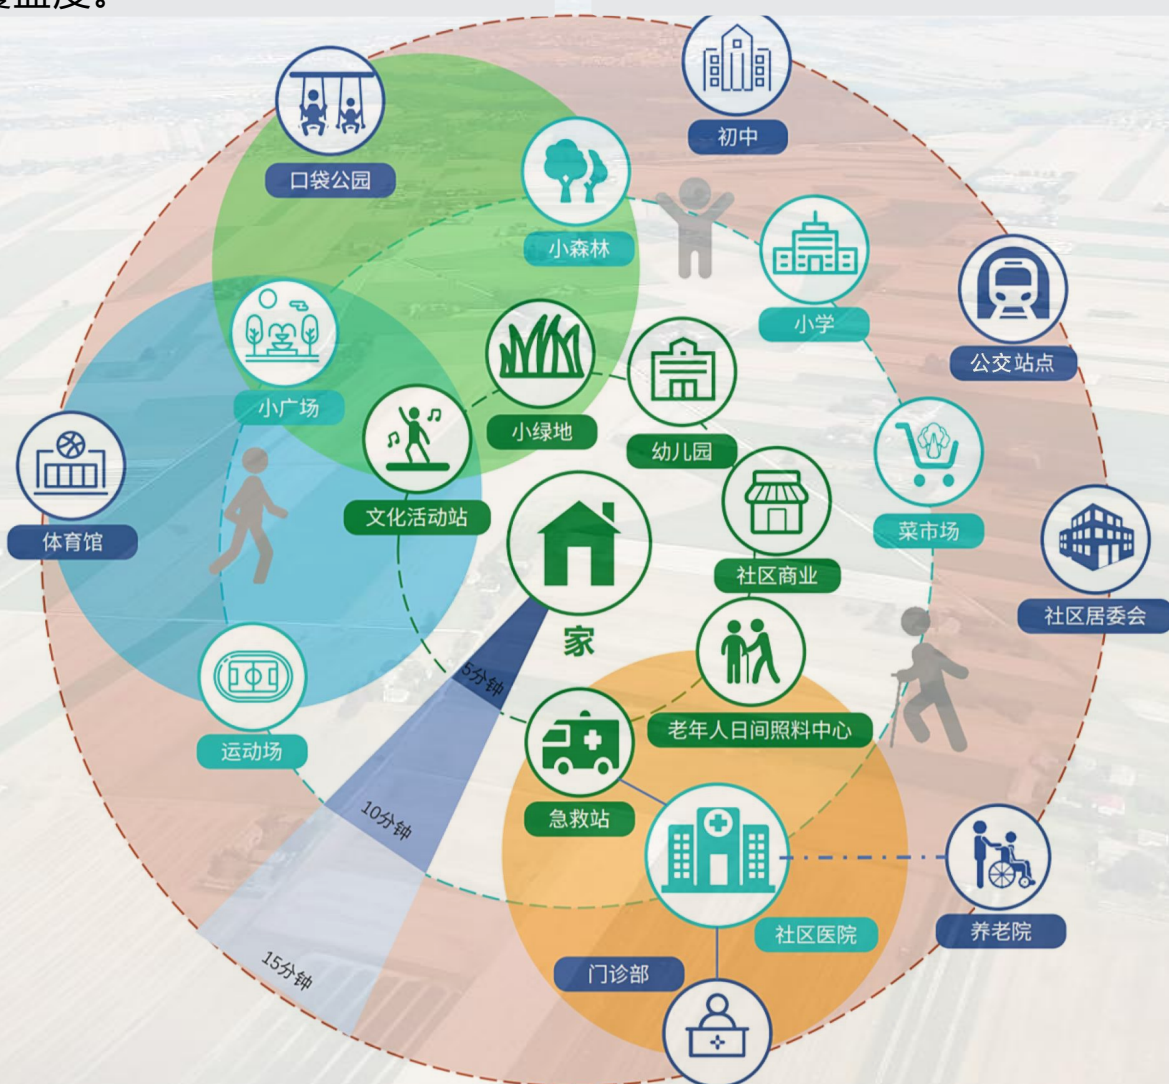 覆盖度。
初中
口袋公园
小森林
小学
公交站点
小广场
小绿地
幼儿园
文化活动站
菜市场
体育馆
社区商业
社区居委会
家
5分钟
老年人日间照料中心
运动场
10分钟
急救站
社区医院
养老院
15分钟
门诊部